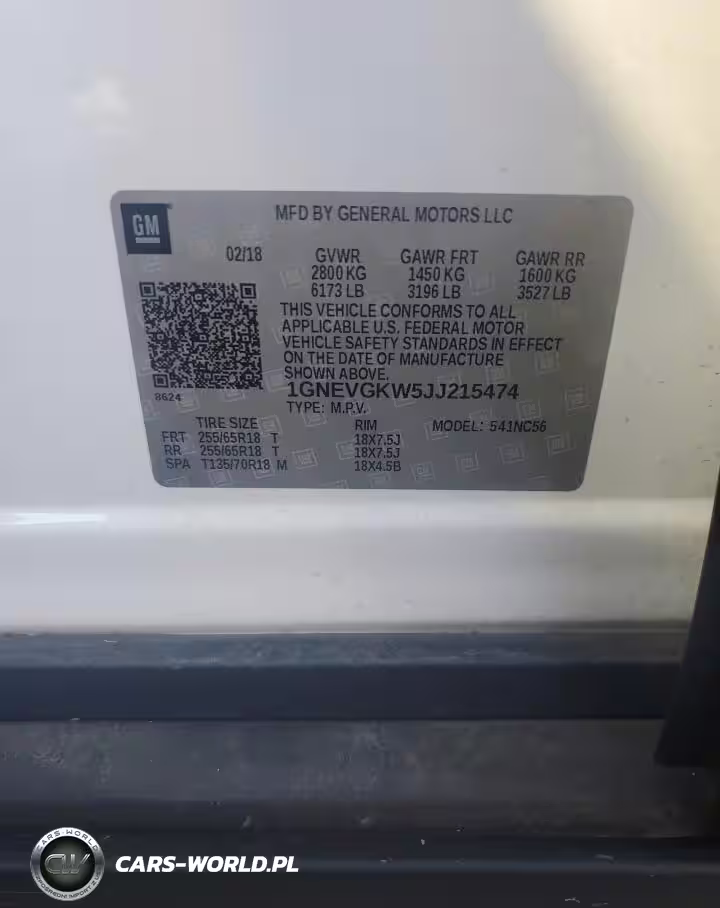 GM
MFD BY GENERAL MOTORS LLC
02/18 GVWR GAWR FRT GAWR RR
2800 KG 1450 KG 1600 KG
6173 LB 3196 LB 3527 LB
THIS VEHICLE CONFORMS TO ALL
APPLICABLE U.S. FEDERAL MOTOR
VEHICLE SAFETY STANDARDS IN EFFECT
ON THE DATE OF MANUFACTURE
SHOWN ABOVE.
8624
1GNEVGKW5JJ215474
TYPE: M.P.V.
TIRE SIZE RIM MODEL: 541NC56
FRT 255/65R18 T 18X7.5J
RR 255/65R18 T 18X7.5J
SPA T135/70R18 M 18X4.5B
CARS-WORLD
CW
CARS-WORLD.PL